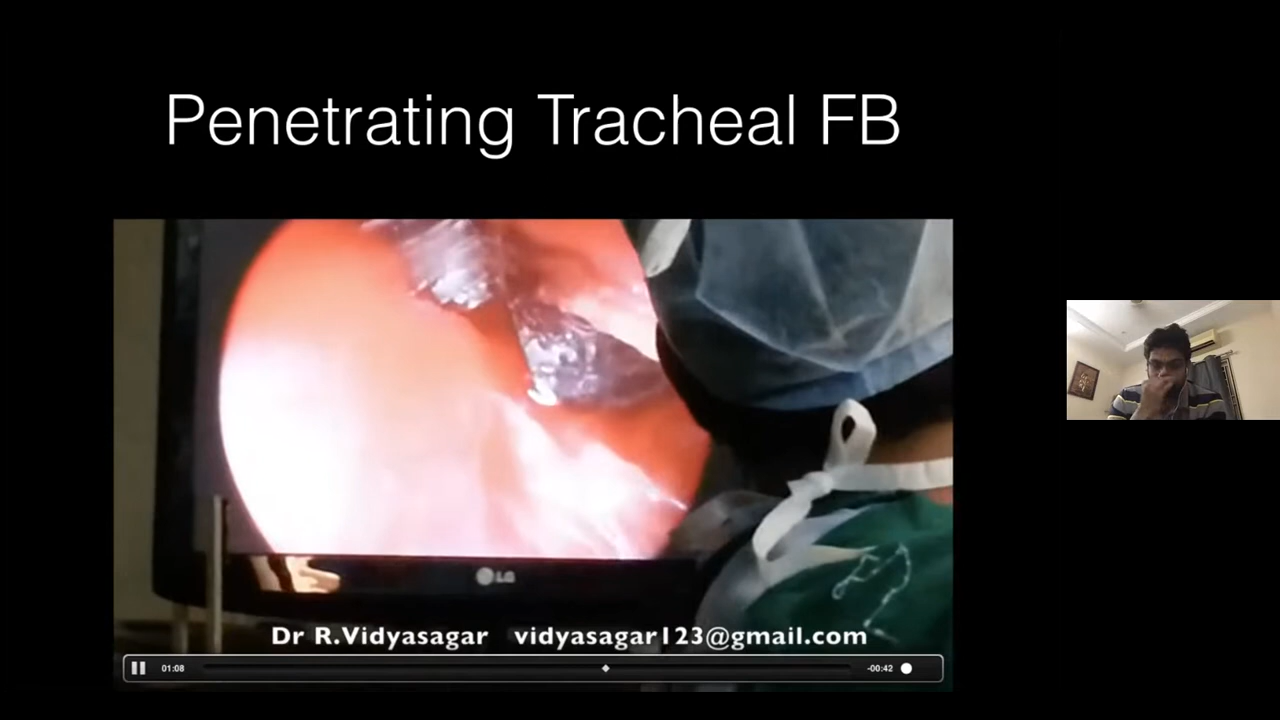 Penetrating Tracheal FB
LG
Dr R.Vidyasagar vidyasagar123@gmail.com
01:08
-00:42